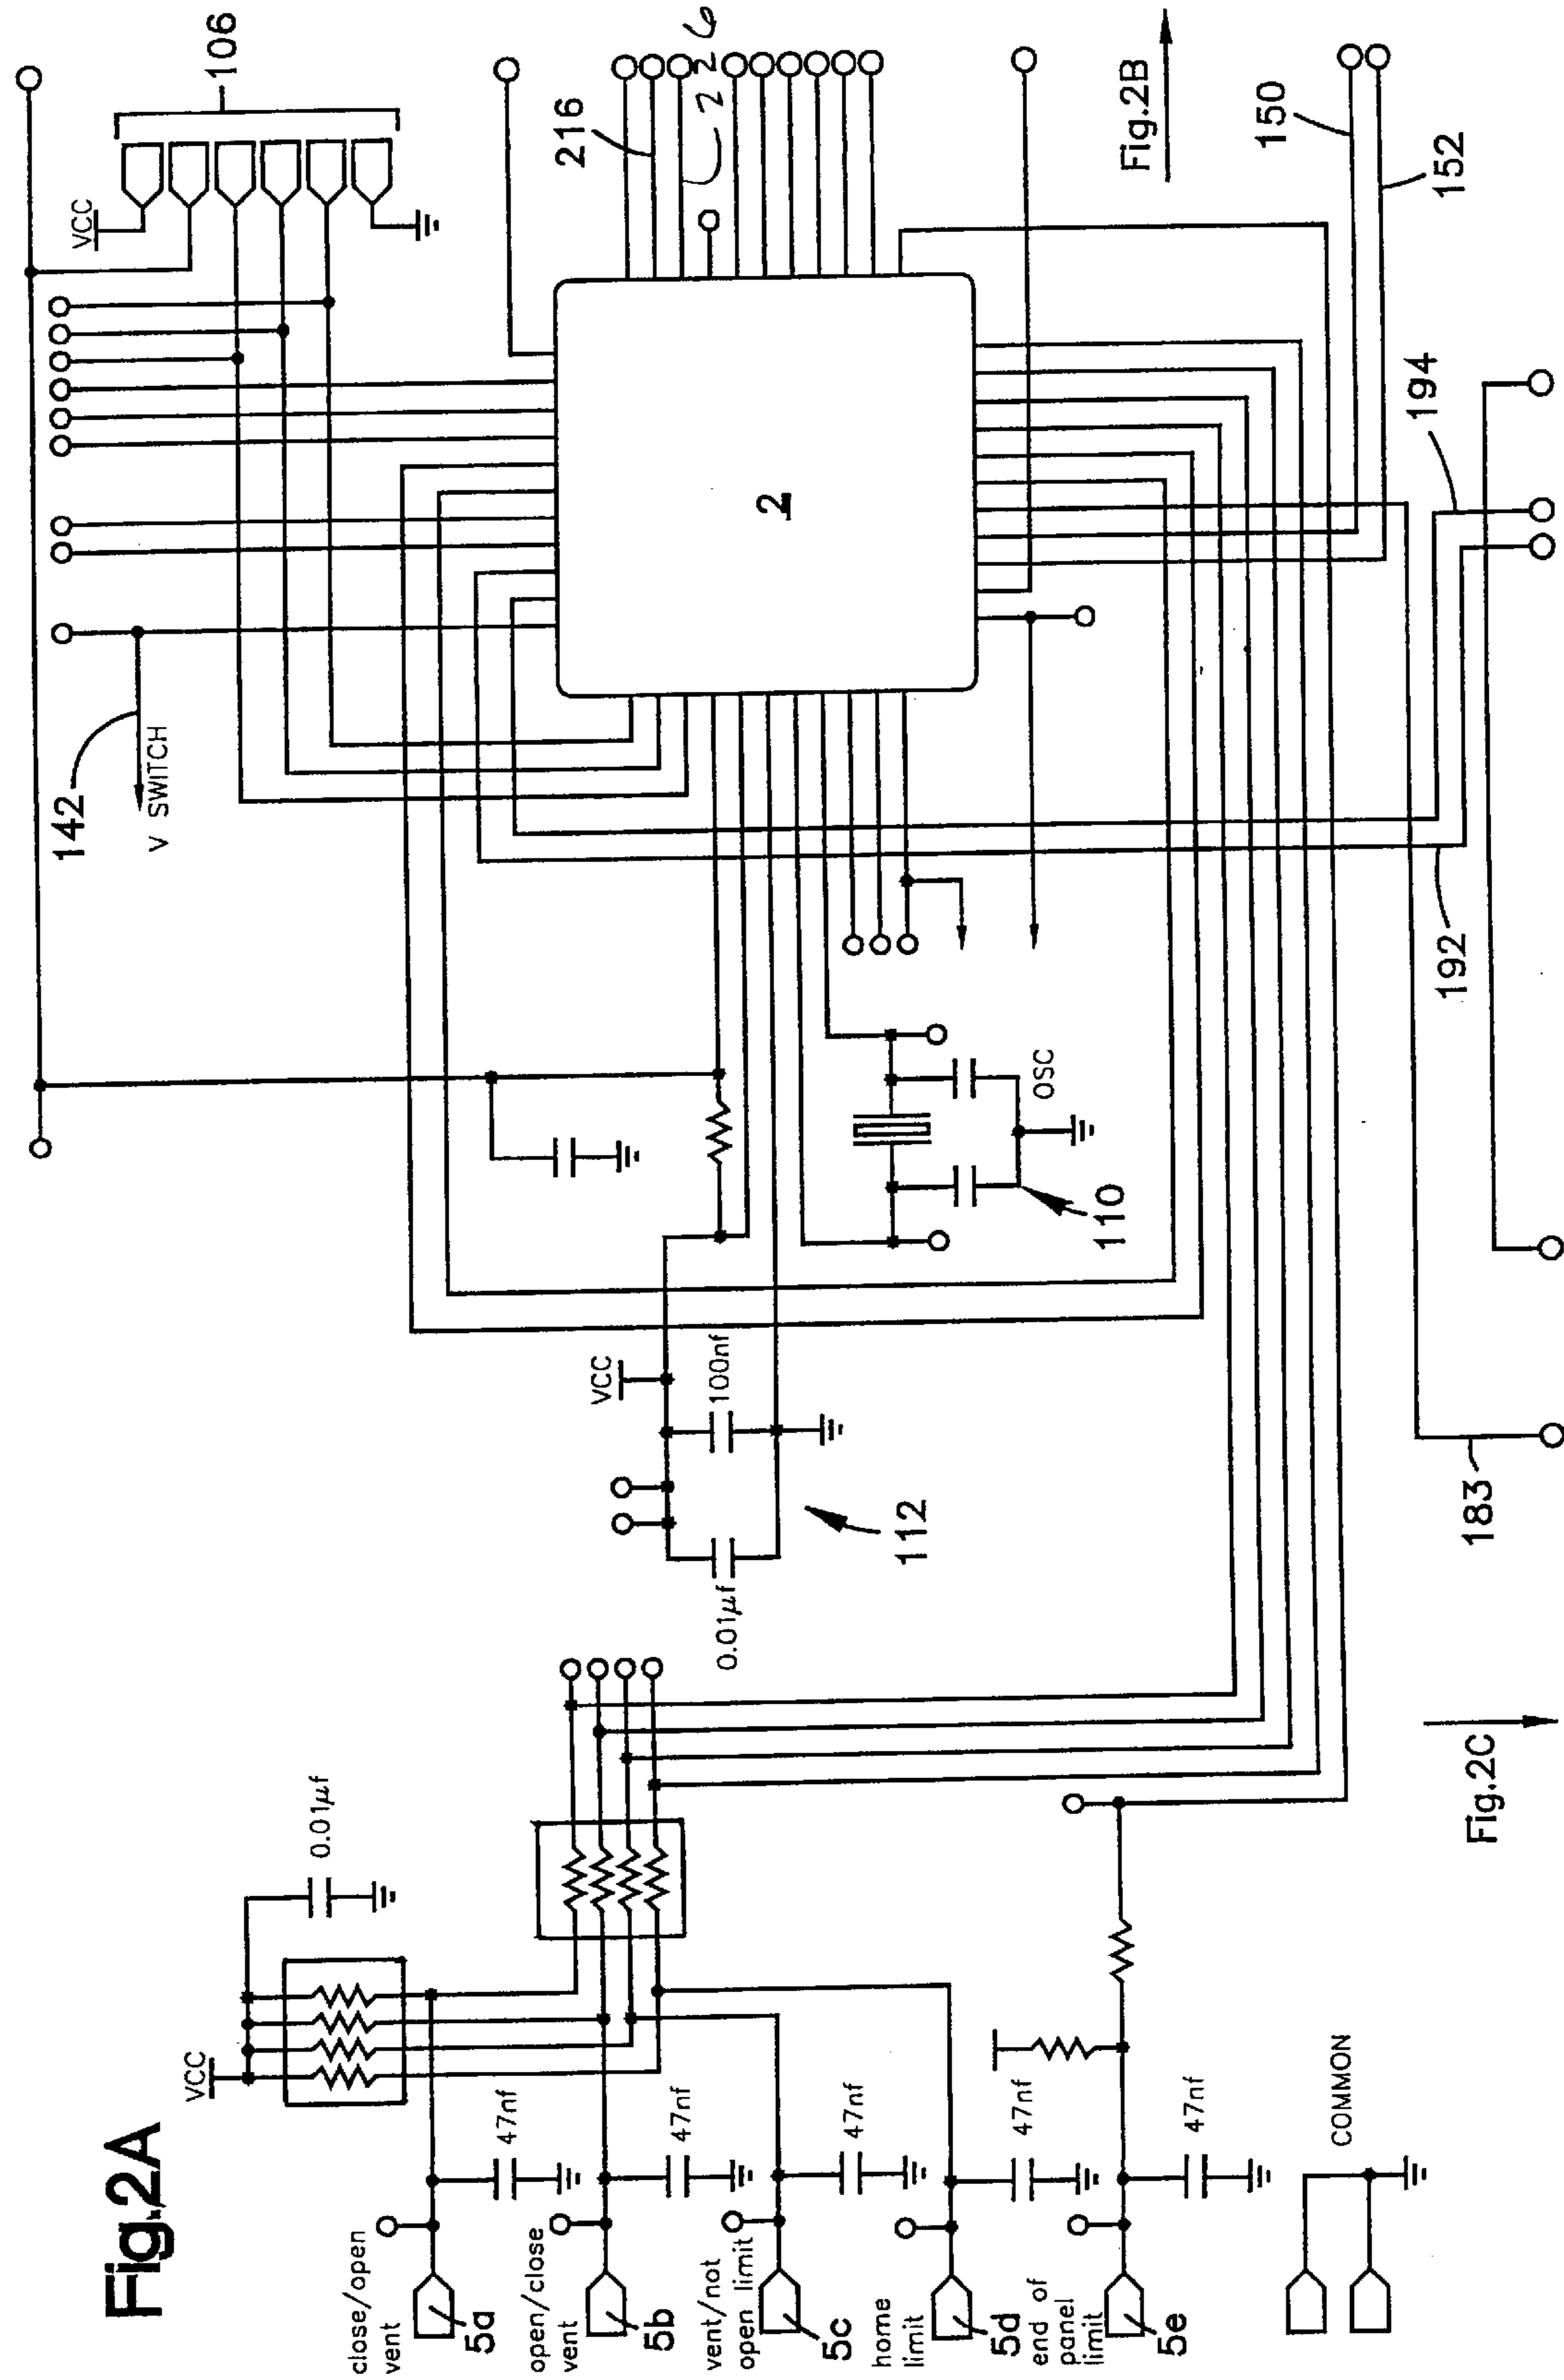 Fig.2A
close/open
vent
5a
open/close
vent
5b
vent/not
open limit
5c
home
limit
5d
end of
panel
limit
5e
COMMON
47nf
47nf
47nf
47nf
47nf
VCC
0.01µf
0.01µf
112
VCC
100nf
110
OSC
142
V SWITCH
2
VCC
106
216
226
Fig.2B
150
152
194
192
183
Fig.2C